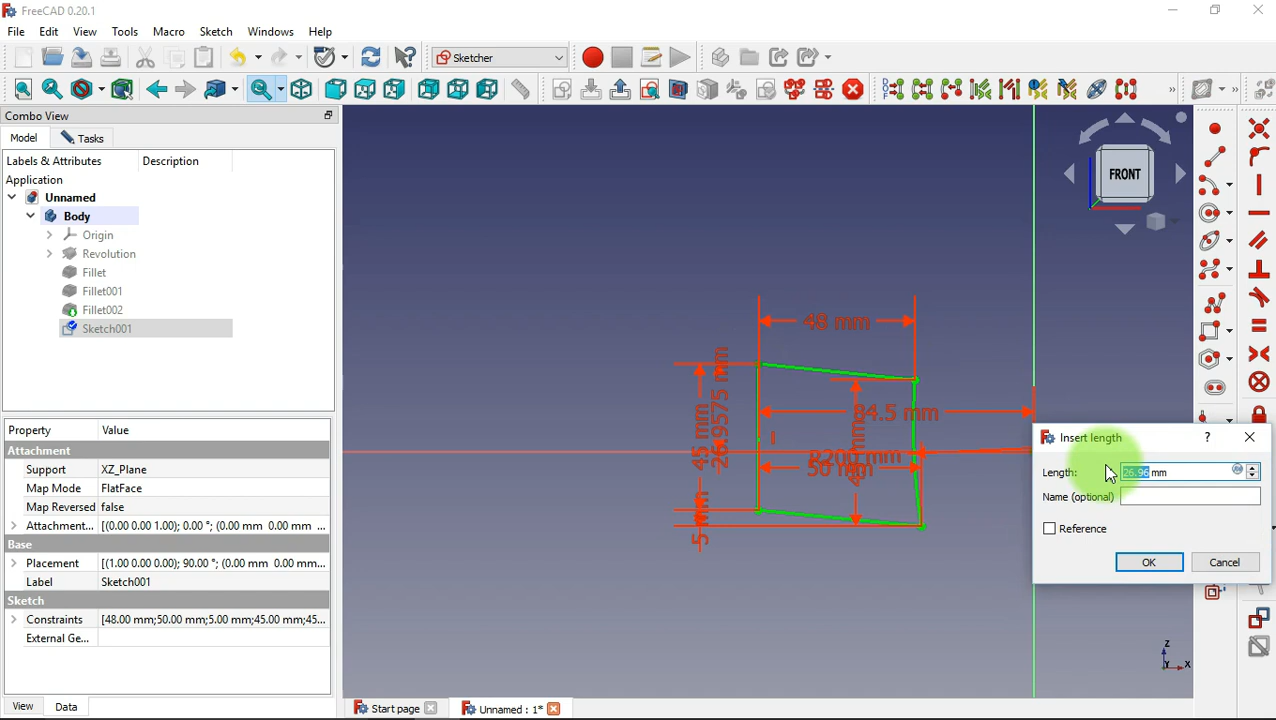 FreeCAD 0.20.1
File Edit View Tools Macro Sketch Windows Help
Sketcher
Combo View
Model Tasks
Labels & Attributes Description
Application
Unnamed
Body
Origin
Revolution
Fillet
Fillet001
Fillet002
Sketch001
Property Value
Attachment
Support XZ_Plane
Map Mode FlatFace
Map Reversed false
Attachment... [(0.00 0.00 1.00); 0.00 °; (0.00 mm 0.00 mm...
Base
Placement [(1.00 0.00 0.00); 90.00 °; (0.00 mm 0.00 mm...
Label Sketch001
Sketch
Constraints [48.00 mm;50.00 mm;5.00 mm;45.00 mm;45...
External Ge...
View Data
FRONT
48 mm
84.5 mm
R200 mm
50 mm
45 mm
26.9575 mm
5 mm
Insert length
?
Length: 26.96 mm
Name (optional)
Reference
OK Cancel
Z
Y X
Start page Unnamed : 1*